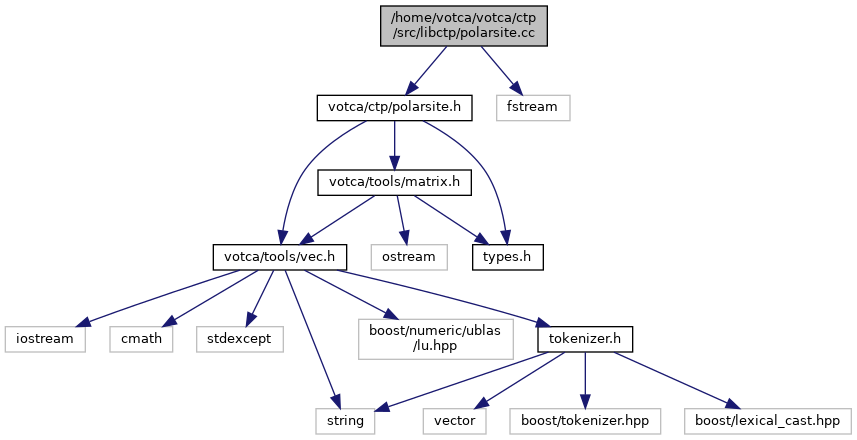 /home/votca/votca/ctp
/src/libctp/polarsite.cc
votca/ctp/polarsite.h
fstream
votca/tools/matrix.h
votca/tools/vec.h
ostream
types.h
iostream
cmath
stdexcept
boost/numeric/ublas
/lu.hpp
tokenizer.h
string
vector
boost/tokenizer.hpp
boost/lexical_cast.hpp